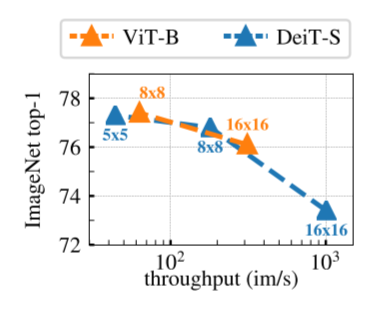 ViT-B DeiT-S
ImageNet top-1
78
76
74
72
8x8
5x5
16x16
8x8
16x16
10² 10³
throughput (im/s)